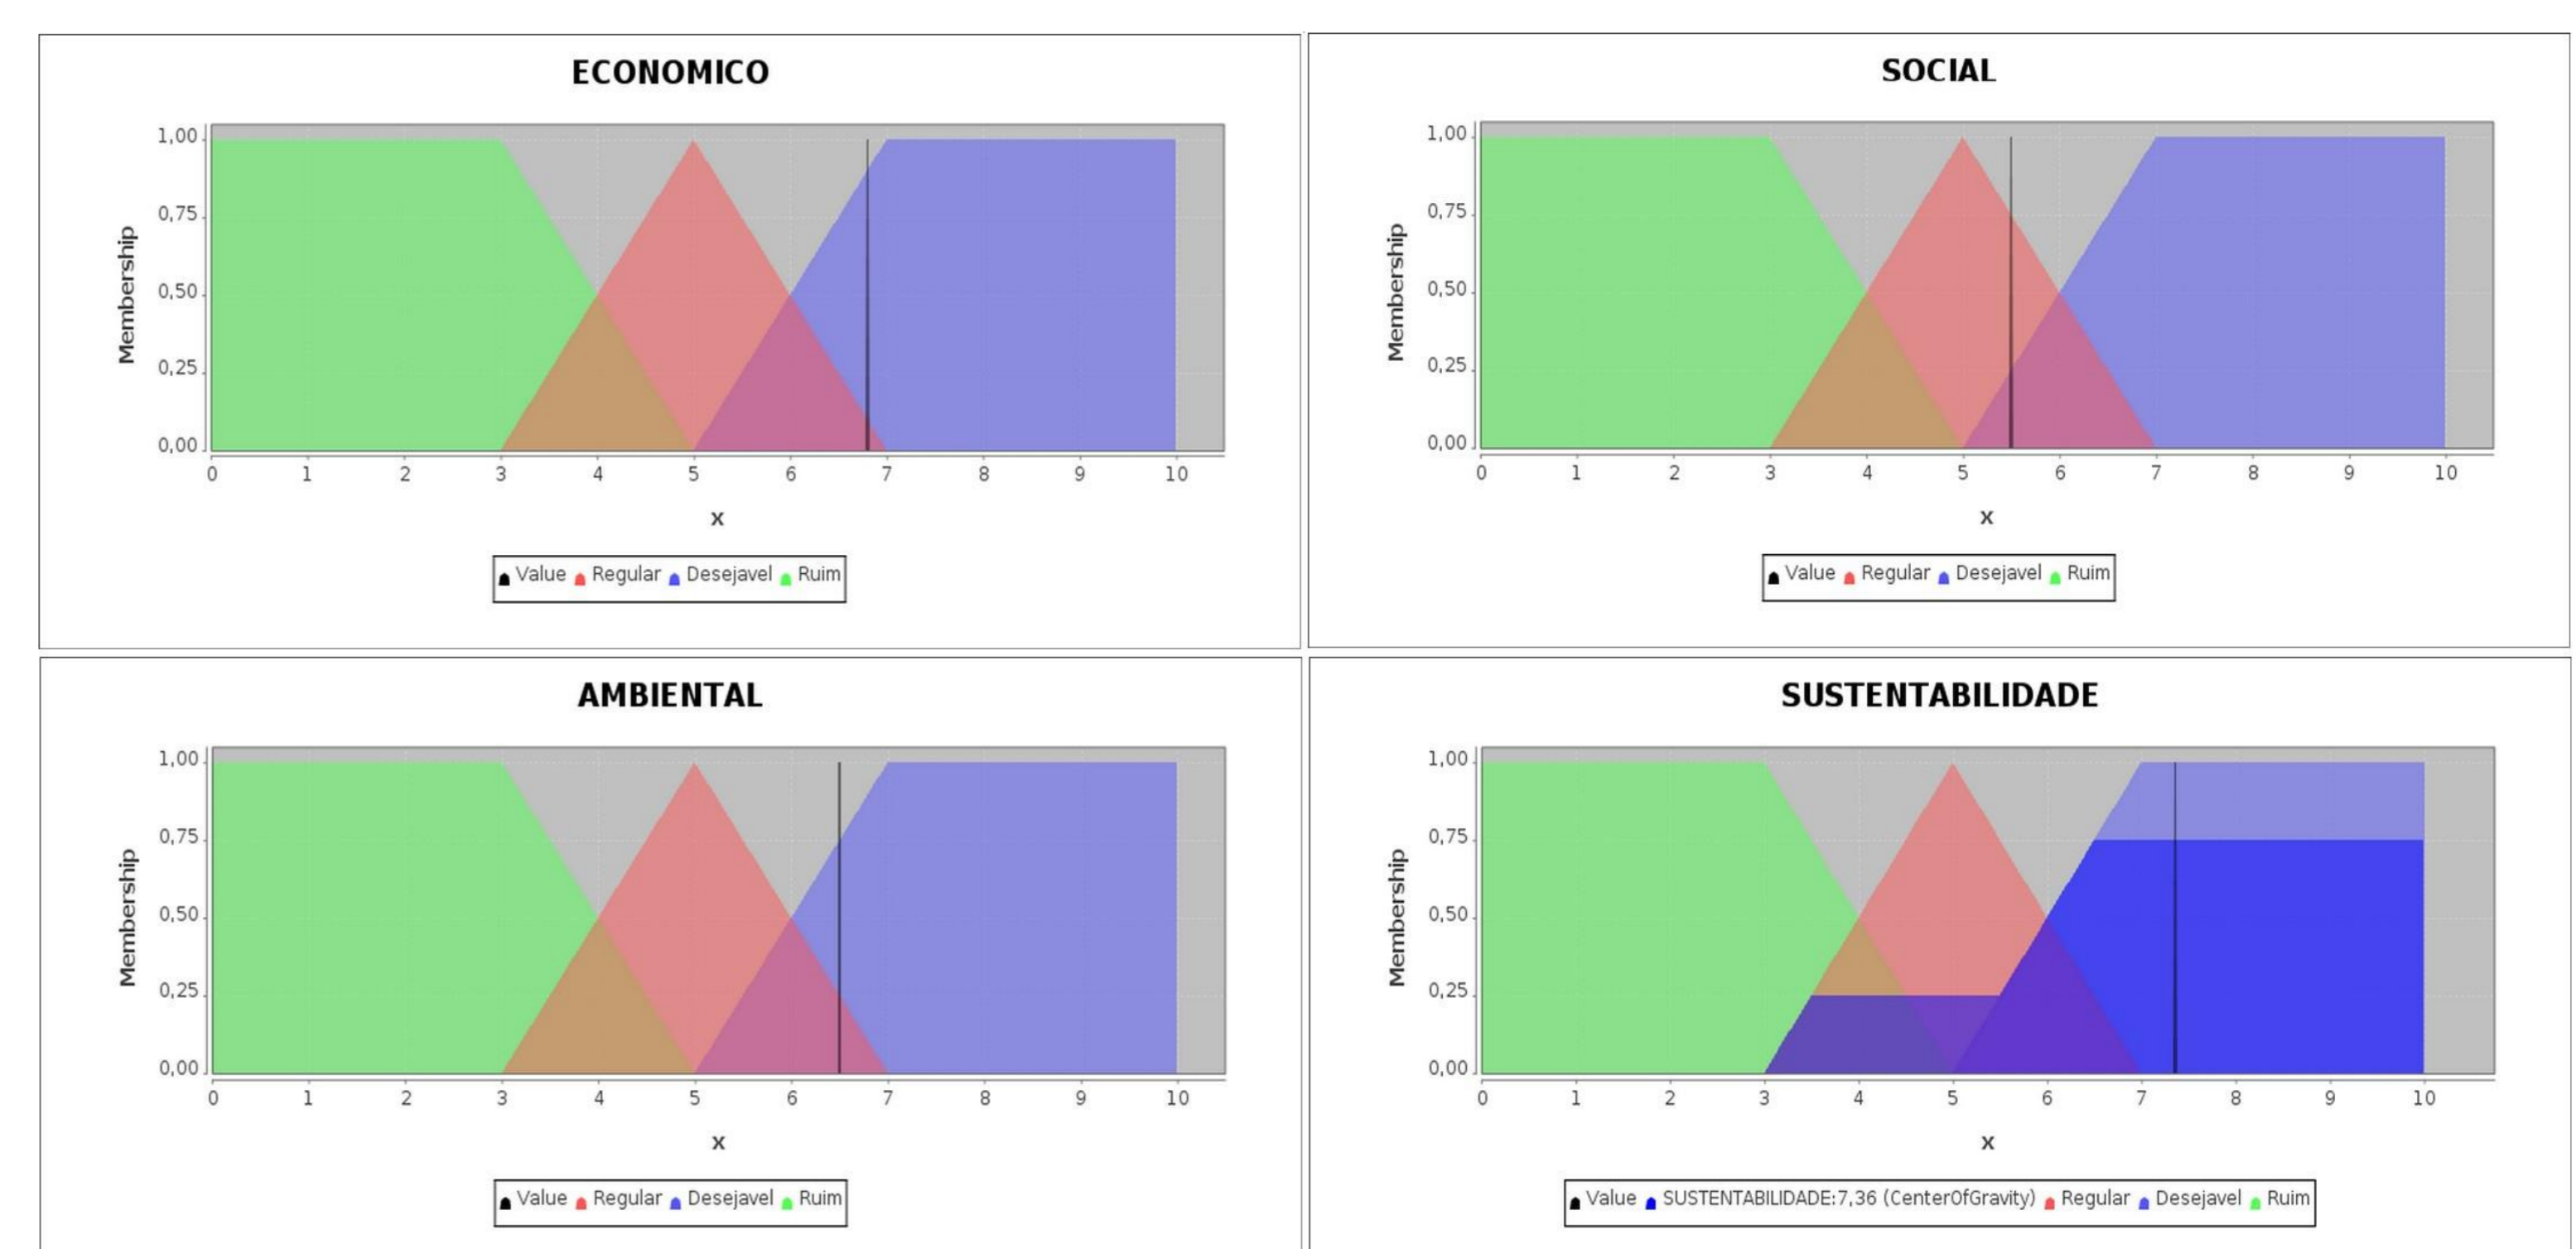 ECONOMICO
1,00
0,75
0,50
0,25
0,00
Membership
0 1 2 3 4 5 6 7 8 9 10
X
Value Regular Desejavel Ruim
SOCIAL
1,00
0,75
0,50
0,25
0,00
Membership
0 1 2 3 4 5 6 7 8 9 10
X
Value Regular Desejavel Ruim
AMBIENTAL
1,00
0,75
0,50
0,25
0,00
Membership
0 1 2 3 4 5 6 7 8 9 10
X
Value Regular Desejavel Ruim
SUSTENTABILIDADE
1,00
0,75
0,50
0,25
0,00
Membership
0 1 2 3 4 5 6 7 8 9 10
X
Value SUSTENTABILIDADE:7,36 (CenterOfGravity) Regular Desejavel Ruim